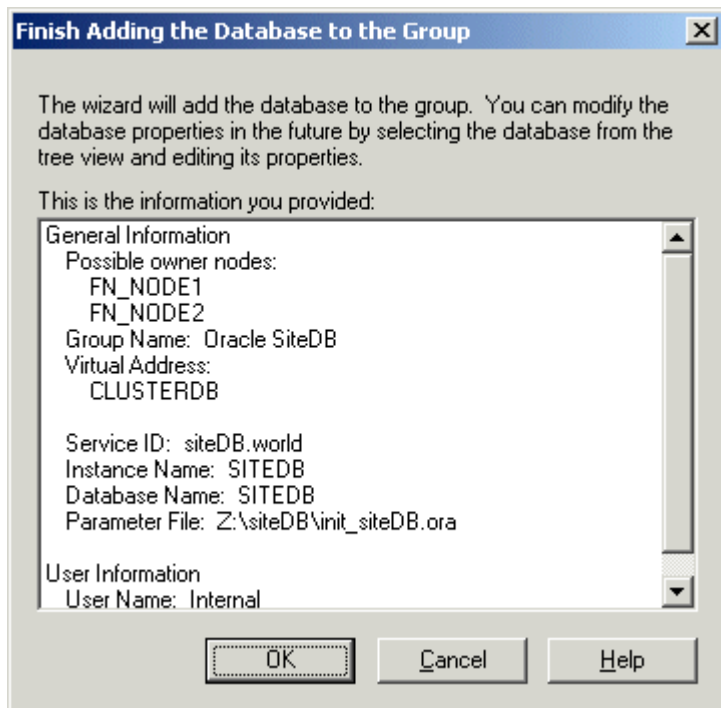 Finish Adding the Database to the Group
The wizard will add the database to the group. You can modify the
database properties in the future by selecting the database from the
tree view and editing its properties.
This is the information you provided:
General Information
Possible owner nodes:
FN_NODE1
FN_NODE2
Group Name: Oracle SiteDB
Virtual Address:
CLUSTERDB
Service ID: siteDB.world
Instance Name: SITEDB
Database Name: SITEDB
Parameter File: Z:\siteDB\init_siteDB.ora
User Information
User Name: Internal
OK Cancel Help